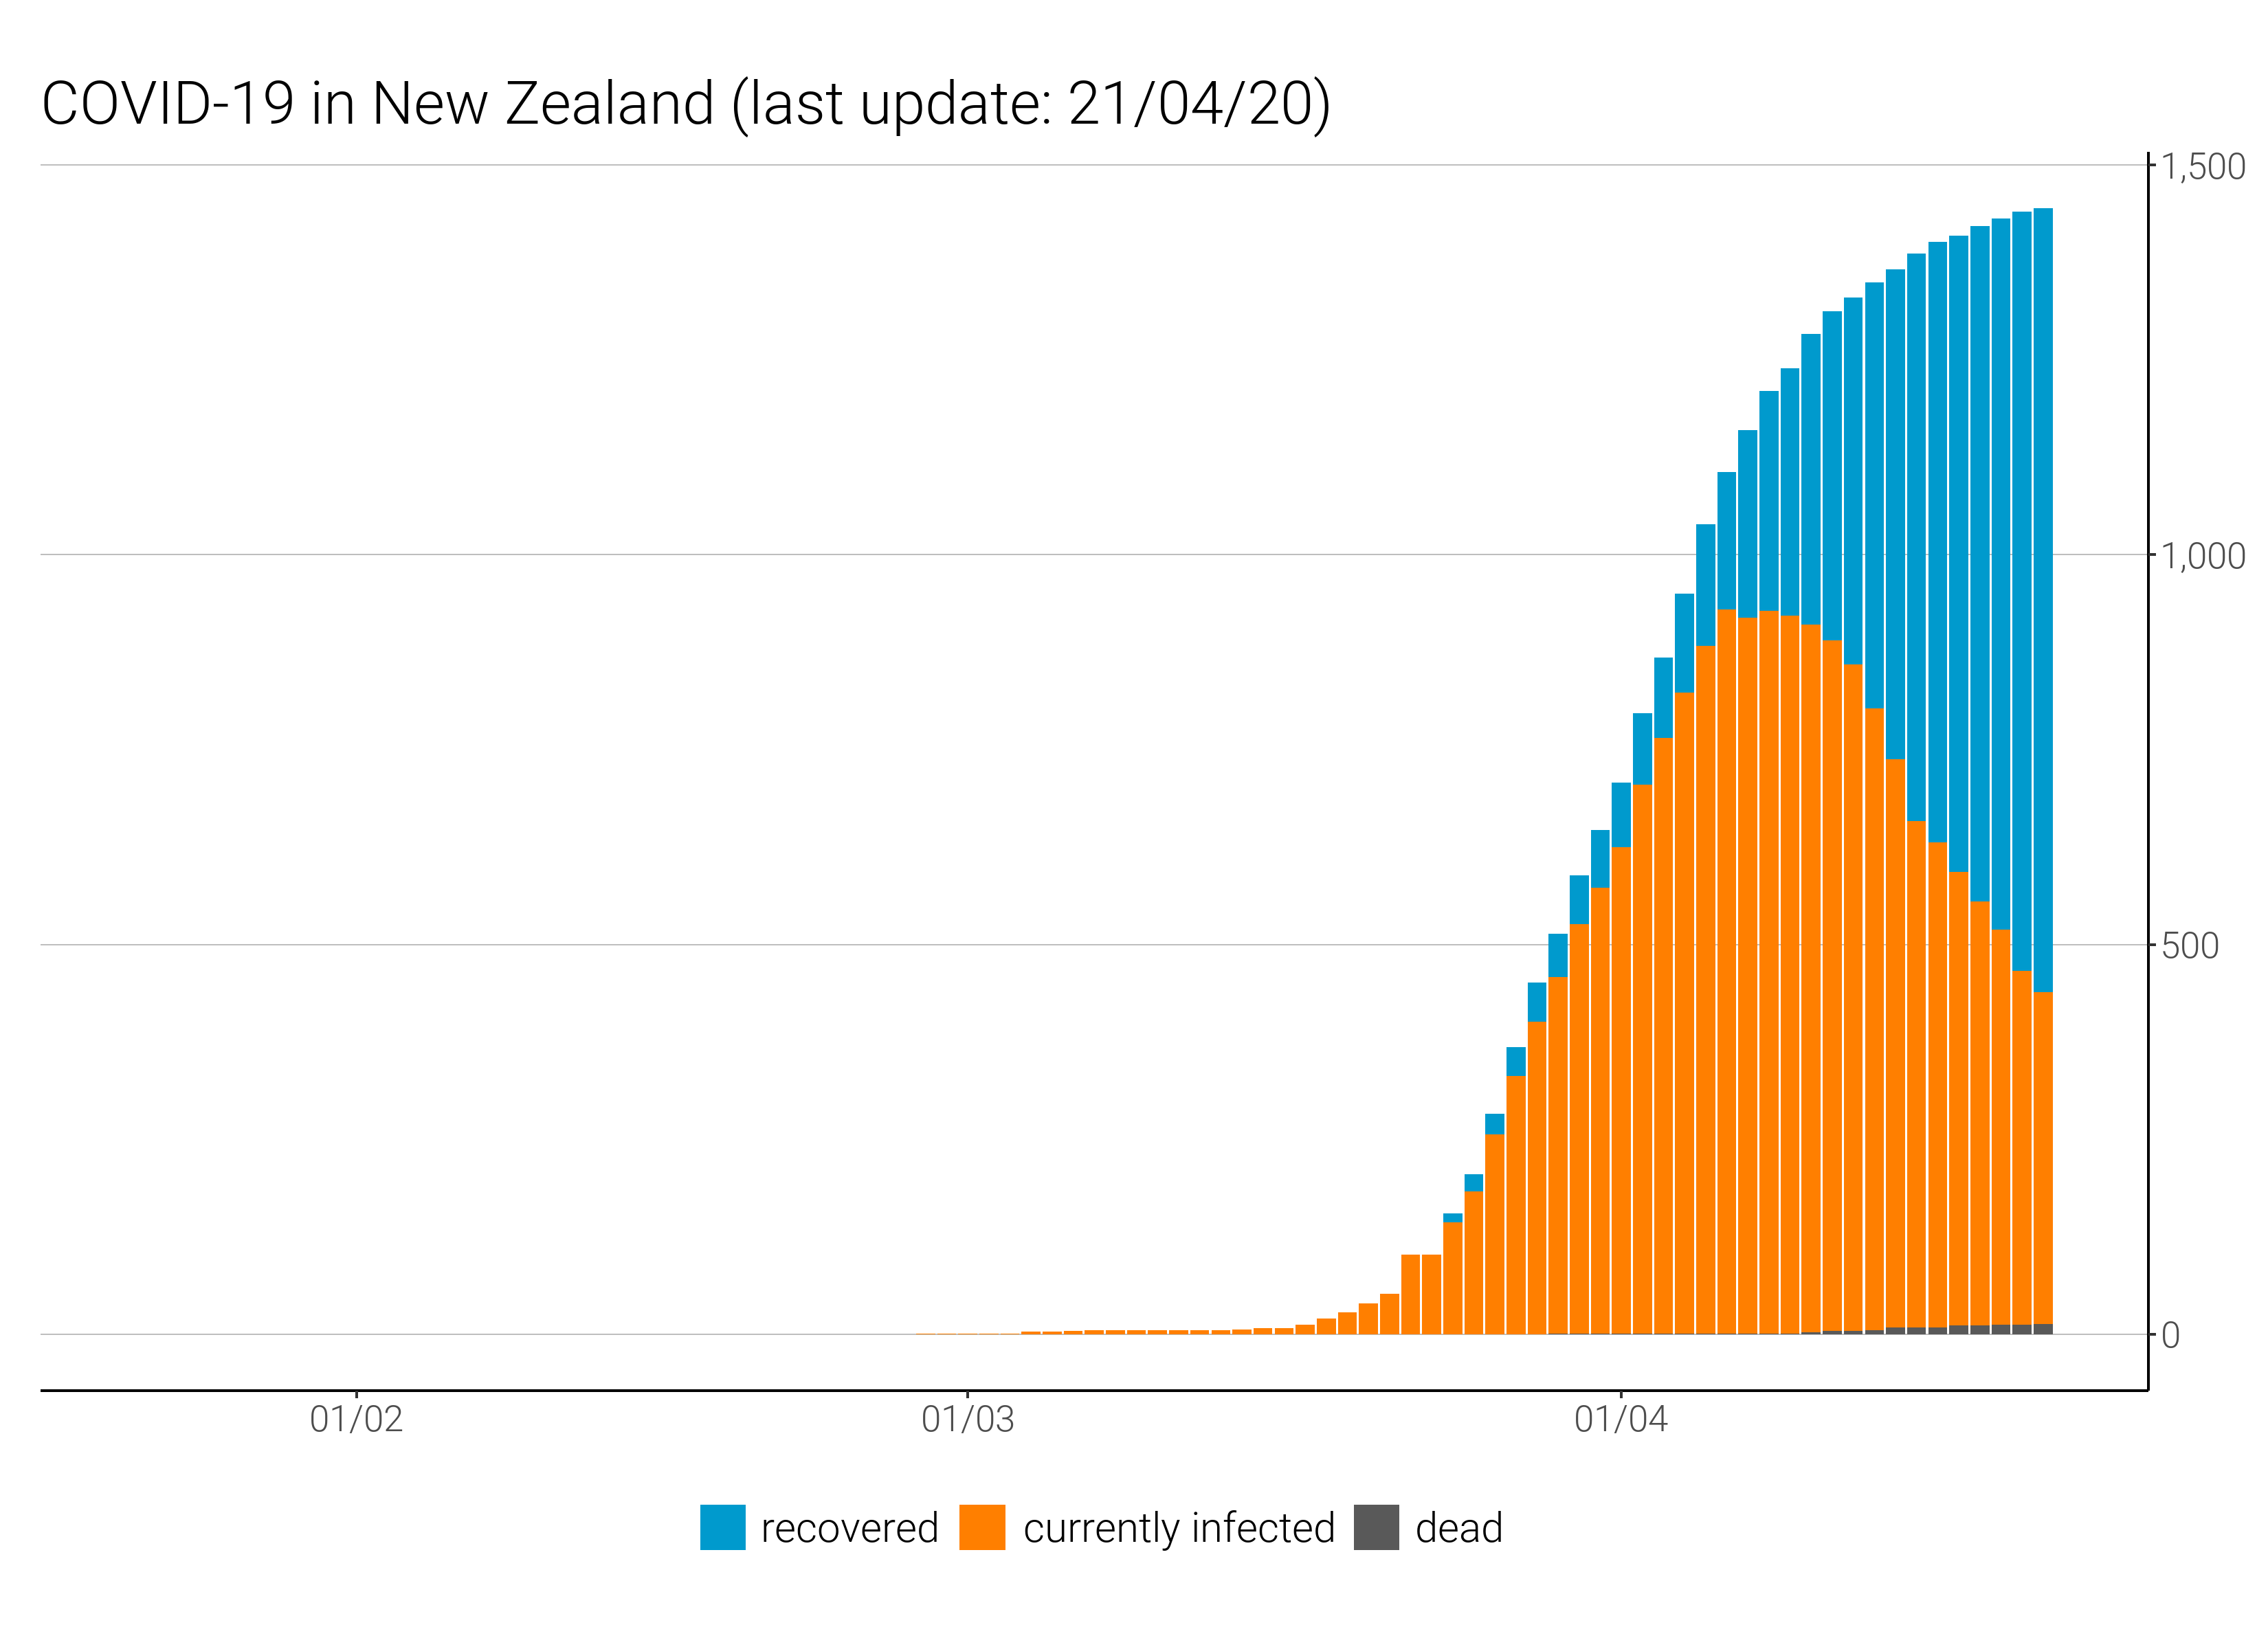 COVID-19 in New Zealand (last update: 21/04/20)
1,500
1,000
500
0
01/02 01/03 01/04
recovered currently infected dead